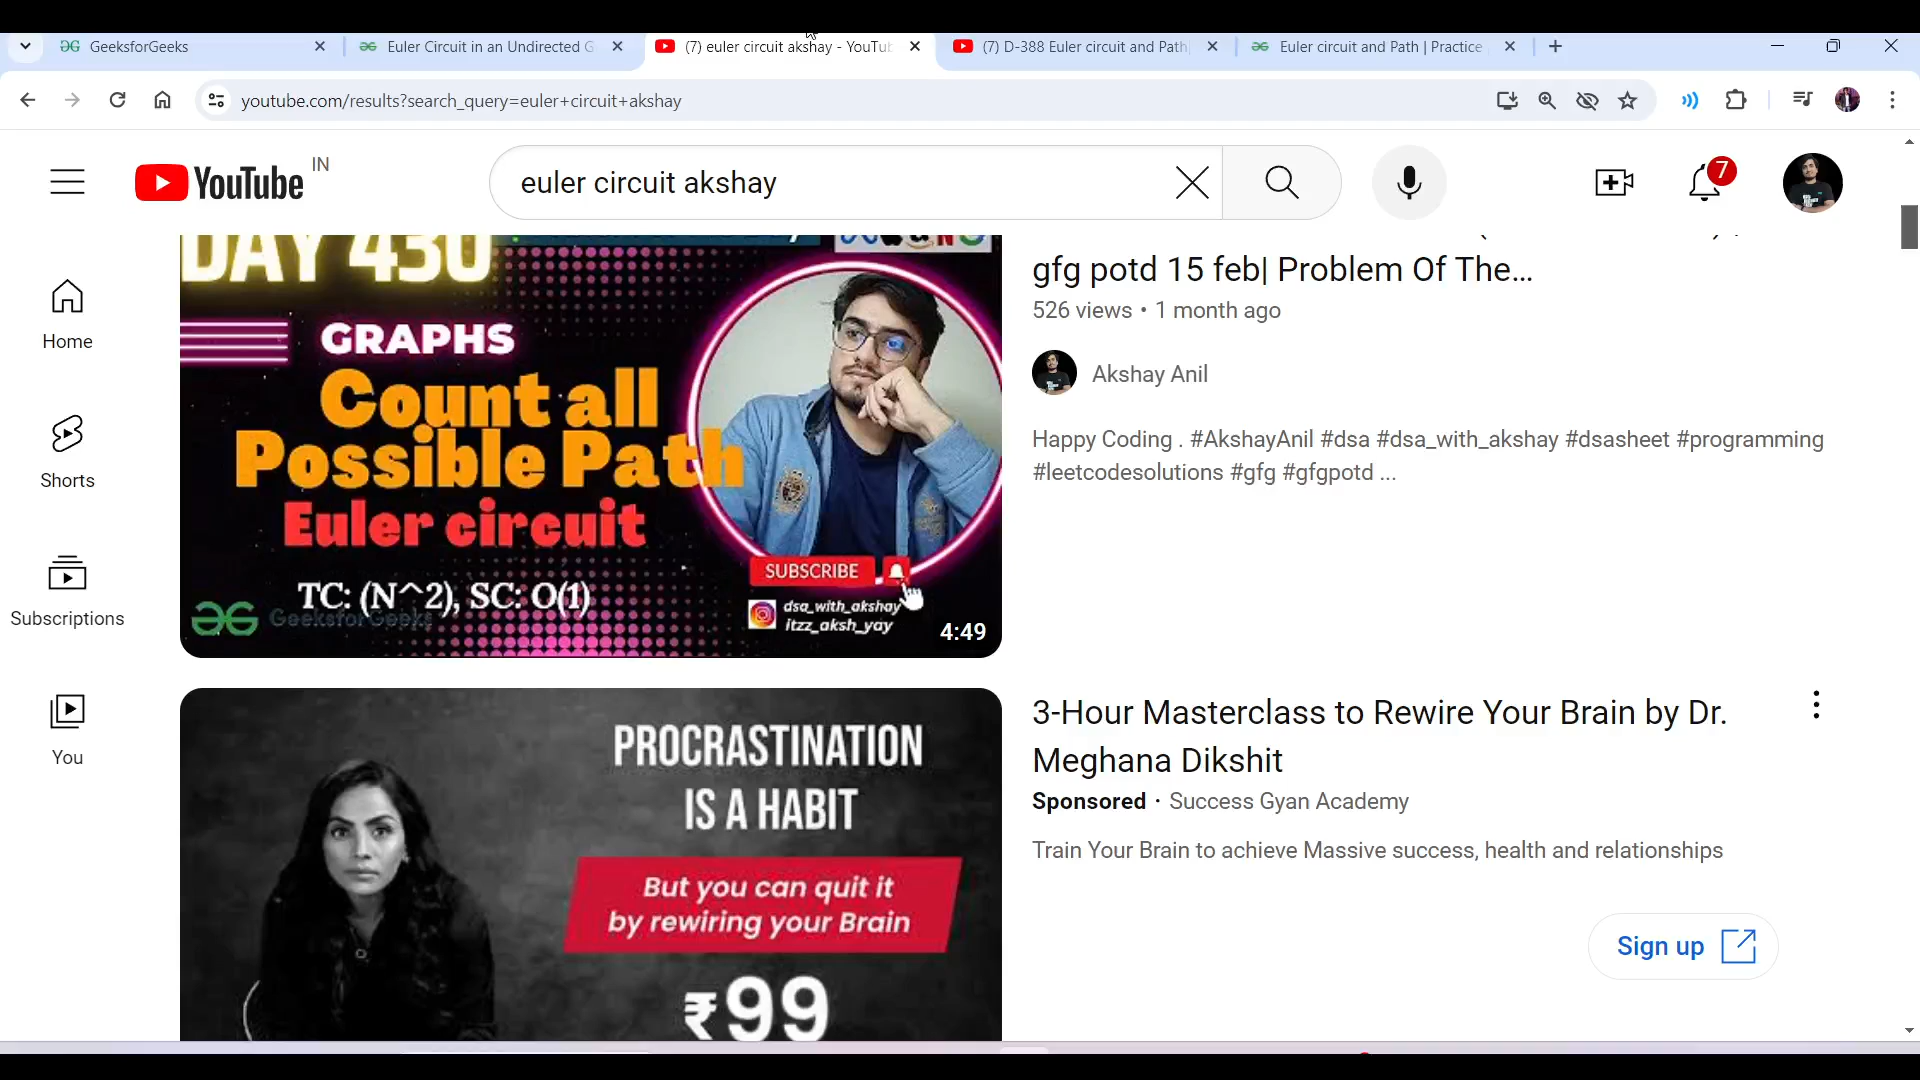 GeeksforGeeks
Euler Circuit in an Undirected G
(7) euler circuit akshay - YouTub
(7) D-388 Euler circuit and Path
Euler circuit and Path | Practice
youtube.com/results?search_query=euler+circuit+akshay
YouTube
IN
euler circuit akshay
7
Home
Shorts
Subscriptions
You
DAY 430
GRAPHS
Count all
Possible Path
Euler circuit
TC: (N^2), SC: O(1)
GeeksforGeeks
SUBSCRIBE
dsa_with_akshay
itzz_aksh_yay
4:49
gfg potd 15 feb| Problem Of The...
526 views • 1 month ago
Akshay Anil
Happy Coding . #AkshayAnil #dsa #dsa_with_akshay #dsasheet #programming
#leetcodesolutions #gfg #gfgpotd ...
PROCRASTINATION
IS A HABIT
But you can quit it
by rewiring your Brain
₹99
3-Hour Masterclass to Rewire Your Brain by Dr.
Meghana Dikshit
Sponsored · Success Gyan Academy
Train Your Brain to achieve Massive success, health and relationships
Sign up